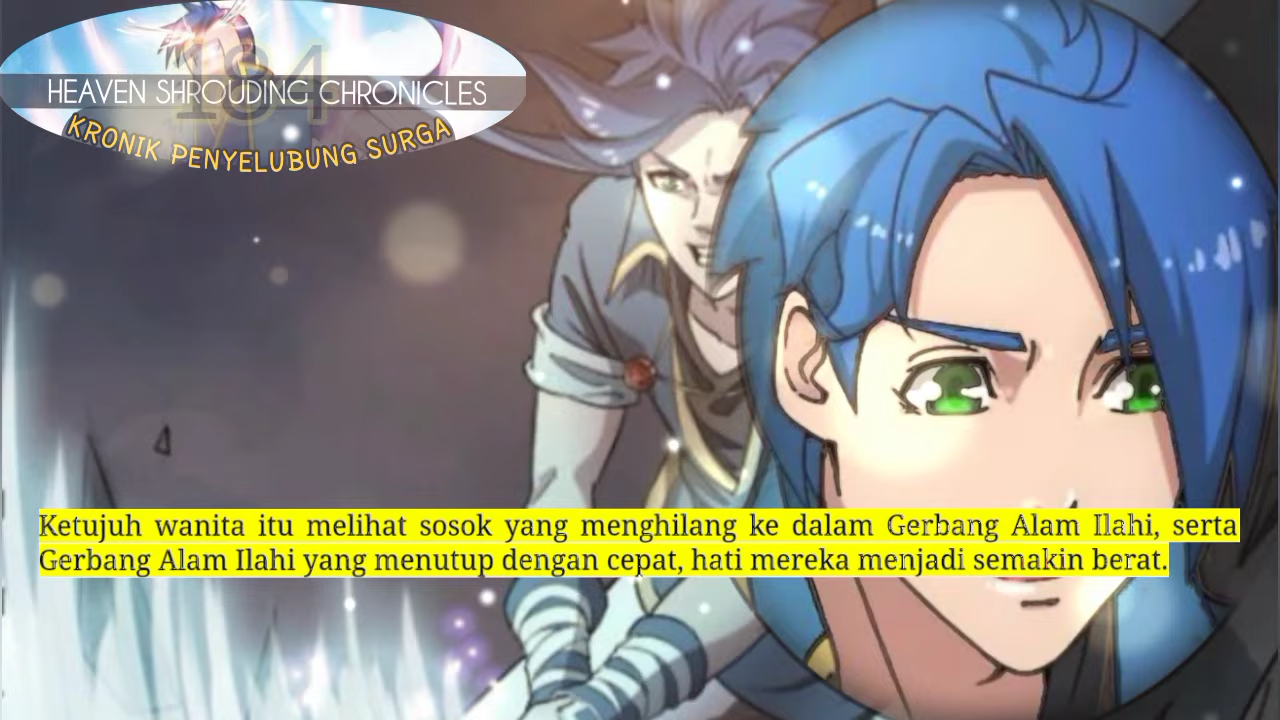 184
HEAVEN SHROUDING CHRONICLES
KRONIK PENYELUBUNG SURGA
Ketujuh wanita itu melihat sosok yang menghilang ke dalam Gerbang Alam Ilahi, serta
Gerbang Alam Ilahi yang menutup dengan cepat, hati mereka menjadi semakin berat.